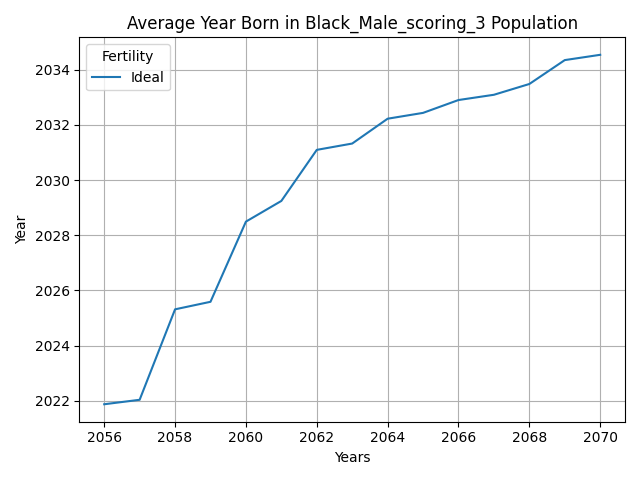 Average Year Born in Black_Male_scoring_3 Population
Fertility
Ideal
Year
2034
2032
2030
2028
2026
2024
2022
2056 2058 2060 2062 2064 2066 2068 2070
Years